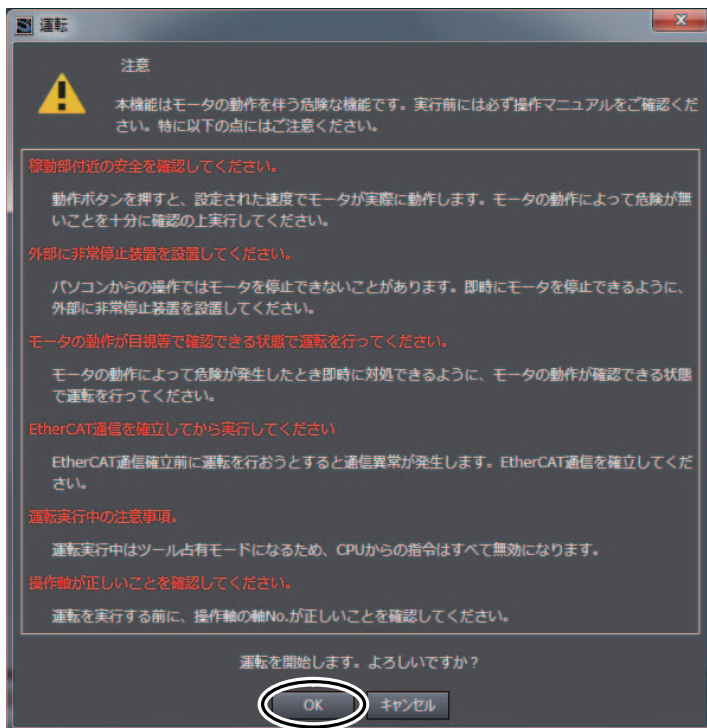 運転
注意
本機能はモータの動作を伴う危険な機能です。実行前には必ず操作マニュアルをご確認くだ
さい。特に以下の点にはご注意ください。
稼動部付近の安全を確認してください。
動作ボタンを押すと、設定された速度でモータが実際に動作します。モータの動作によって危険が無
いことを十分に確認の上実行してください。
外部に非常停止装置を設置してください。
パソコンからの操作ではモータを停止できないことがあります。即時にモータを停止できるように、
外部に非常停止装置を設置してください。
モータの動作が目視等で確認できる状態で運転を行ってください。
モータの動作によって危険が発生したとき即時に対処できるように、モータの動作が確認できる状態
で運転を行ってください。
EtherCAT通信を確立してから実行してください
EtherCAT通信確立前に運転を行おうとすると通信異常が発生します。EtherCAT通信を確立してくだ
さい。
運転実行中の注意事項。
運転実行中はツール占有モードになるため、CPUからの指令はすべて無効になります。
操作軸が正しいことを確認してください。
運転を実行する前に、操作軸の軸No.が正しいことを確認してください。
運転を開始します。よろしいですか？
OK キャンセル